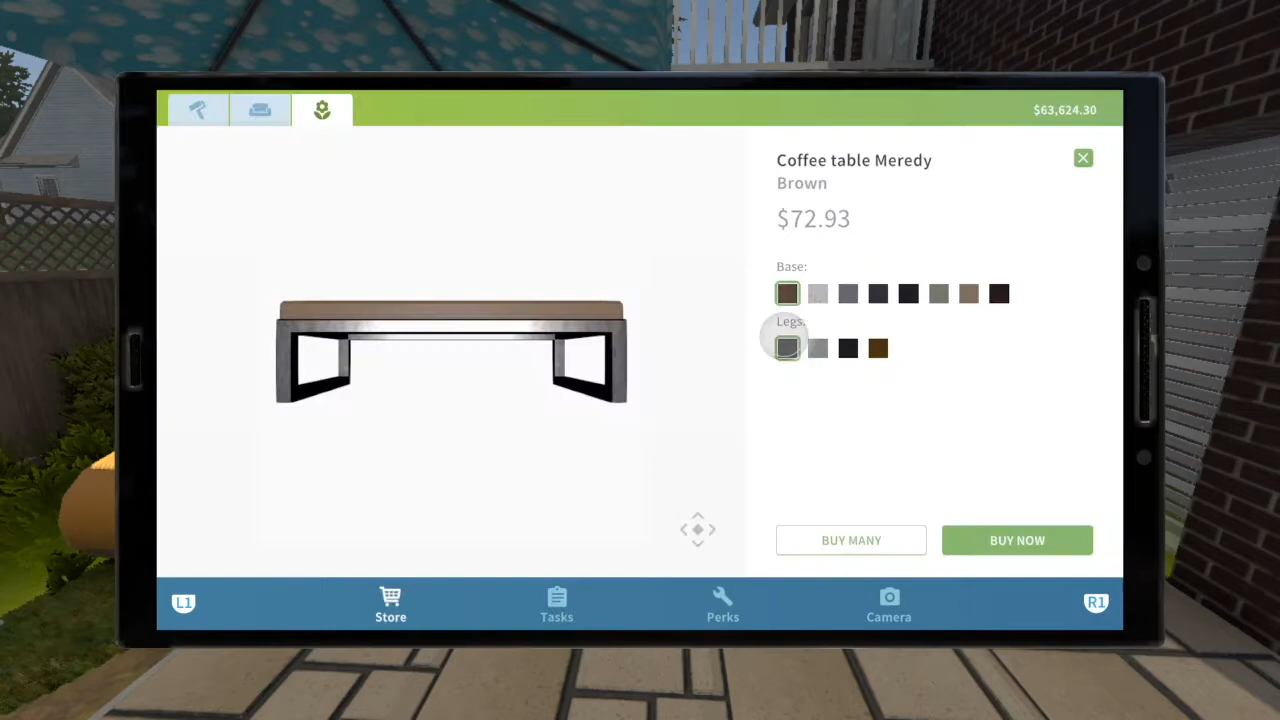 $63,624.30
Coffee table Meredy
Brown
$72.93
Base:
Legs:
BUY MANY
BUY NOW
L1
Store
Tasks
Perks
Camera
R1